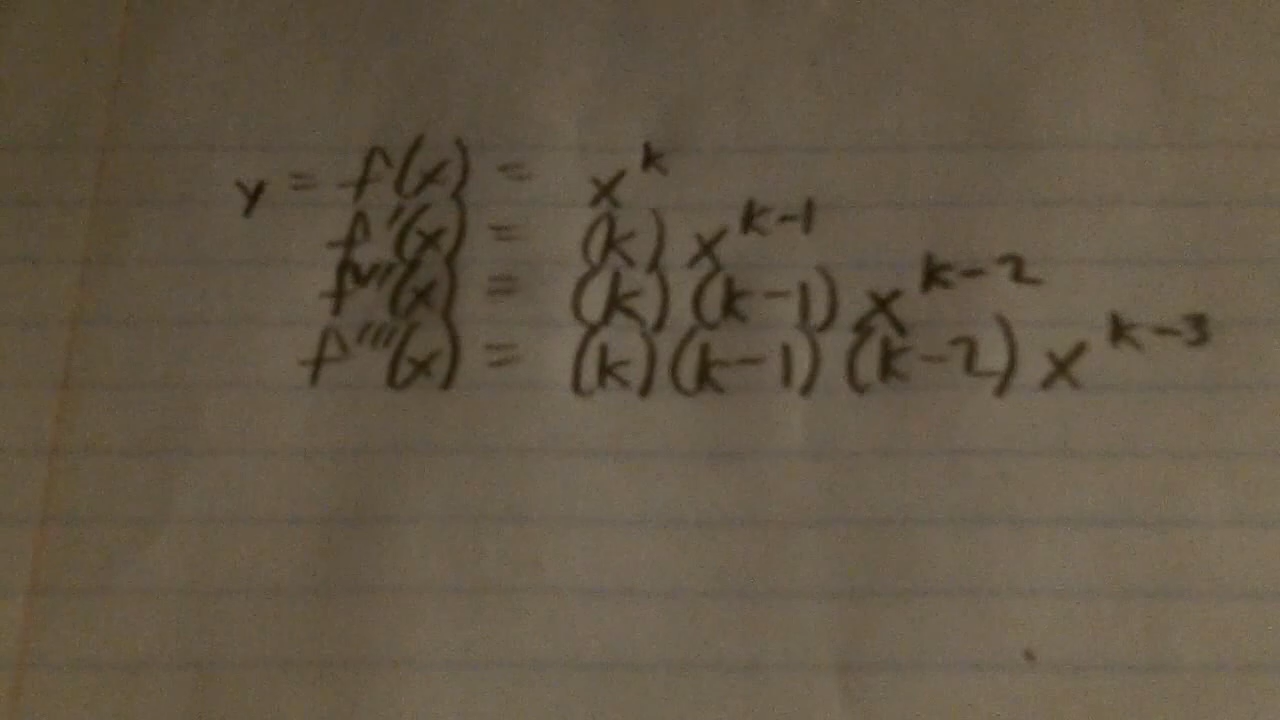 y = f(x) = x^k
f'(x) = (k) x^{k-1}
f''(x) = (k) (k-1) x^{k-2}
f'''(x) = (k) (k-1) (k-2) x^{k-3}